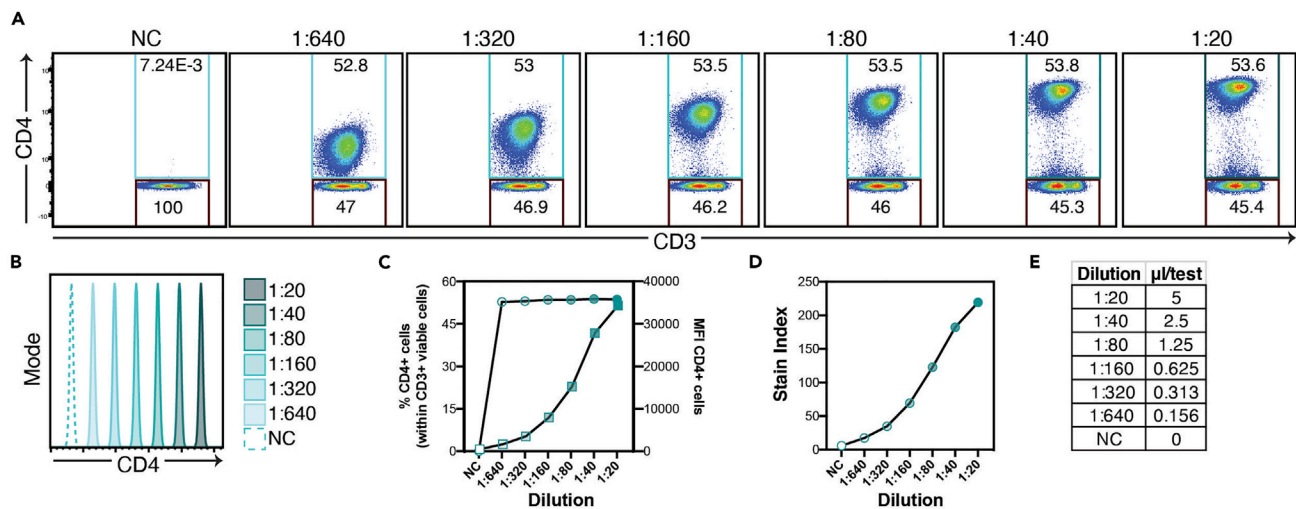 A
NC 1:640 1:320 1:160 1:80 1:40 1:20
7.24E-3 52.8 53 53.5 53.5 53.8 53.6
CD4
100 47 46.9 46.2 46 45.3 45.4
CD3
B
Mode
CD4
1:20
1:40
1:80
1:160
1:320
1:640
NC
C
% CD4+ cells
(within CD3+ viable cells)
60
45
30
15
0
40000
30000
20000
10000
0
MFI CD4+
cells
NC 1:640 1:320 1:160 1:80 1:40 1:20
Dilution
D
Stain Index
250
200
150
100
50
0
NC 1:640 1:320 1:160 1:80 1:40 1:20
Dilution
E
Dilution µl/test
1:20 5
1:40 2.5
1:80 1.25
1:160 0.625
1:320 0.313
1:640 0.156
NC 0